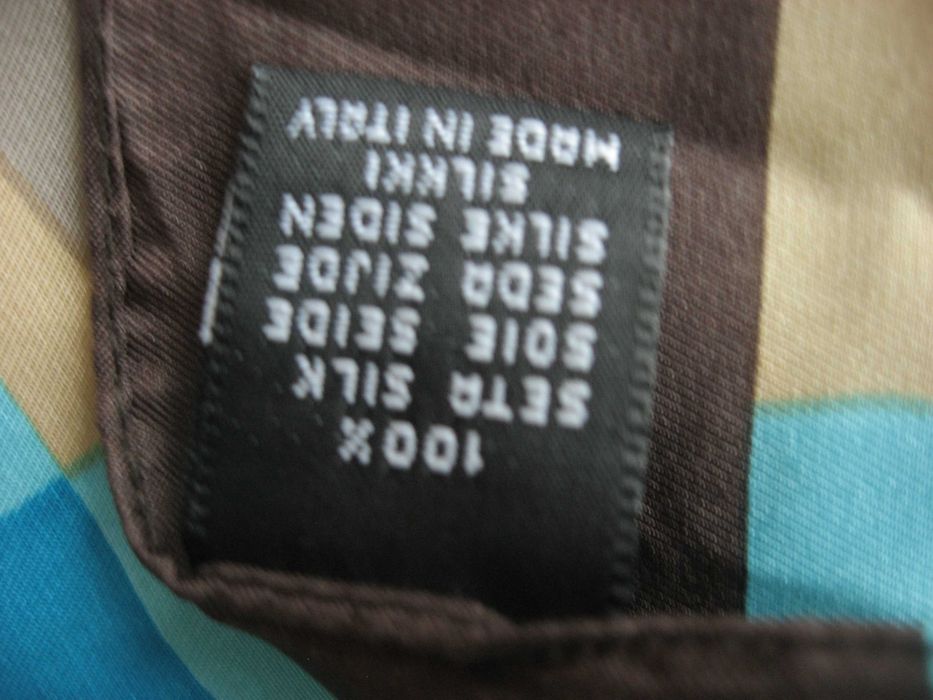 100%
SETA SILK
SOIE SEIDE
SEDA ZIJDE
SILKE SIDEN
SILKKI
MADE IN ITALY